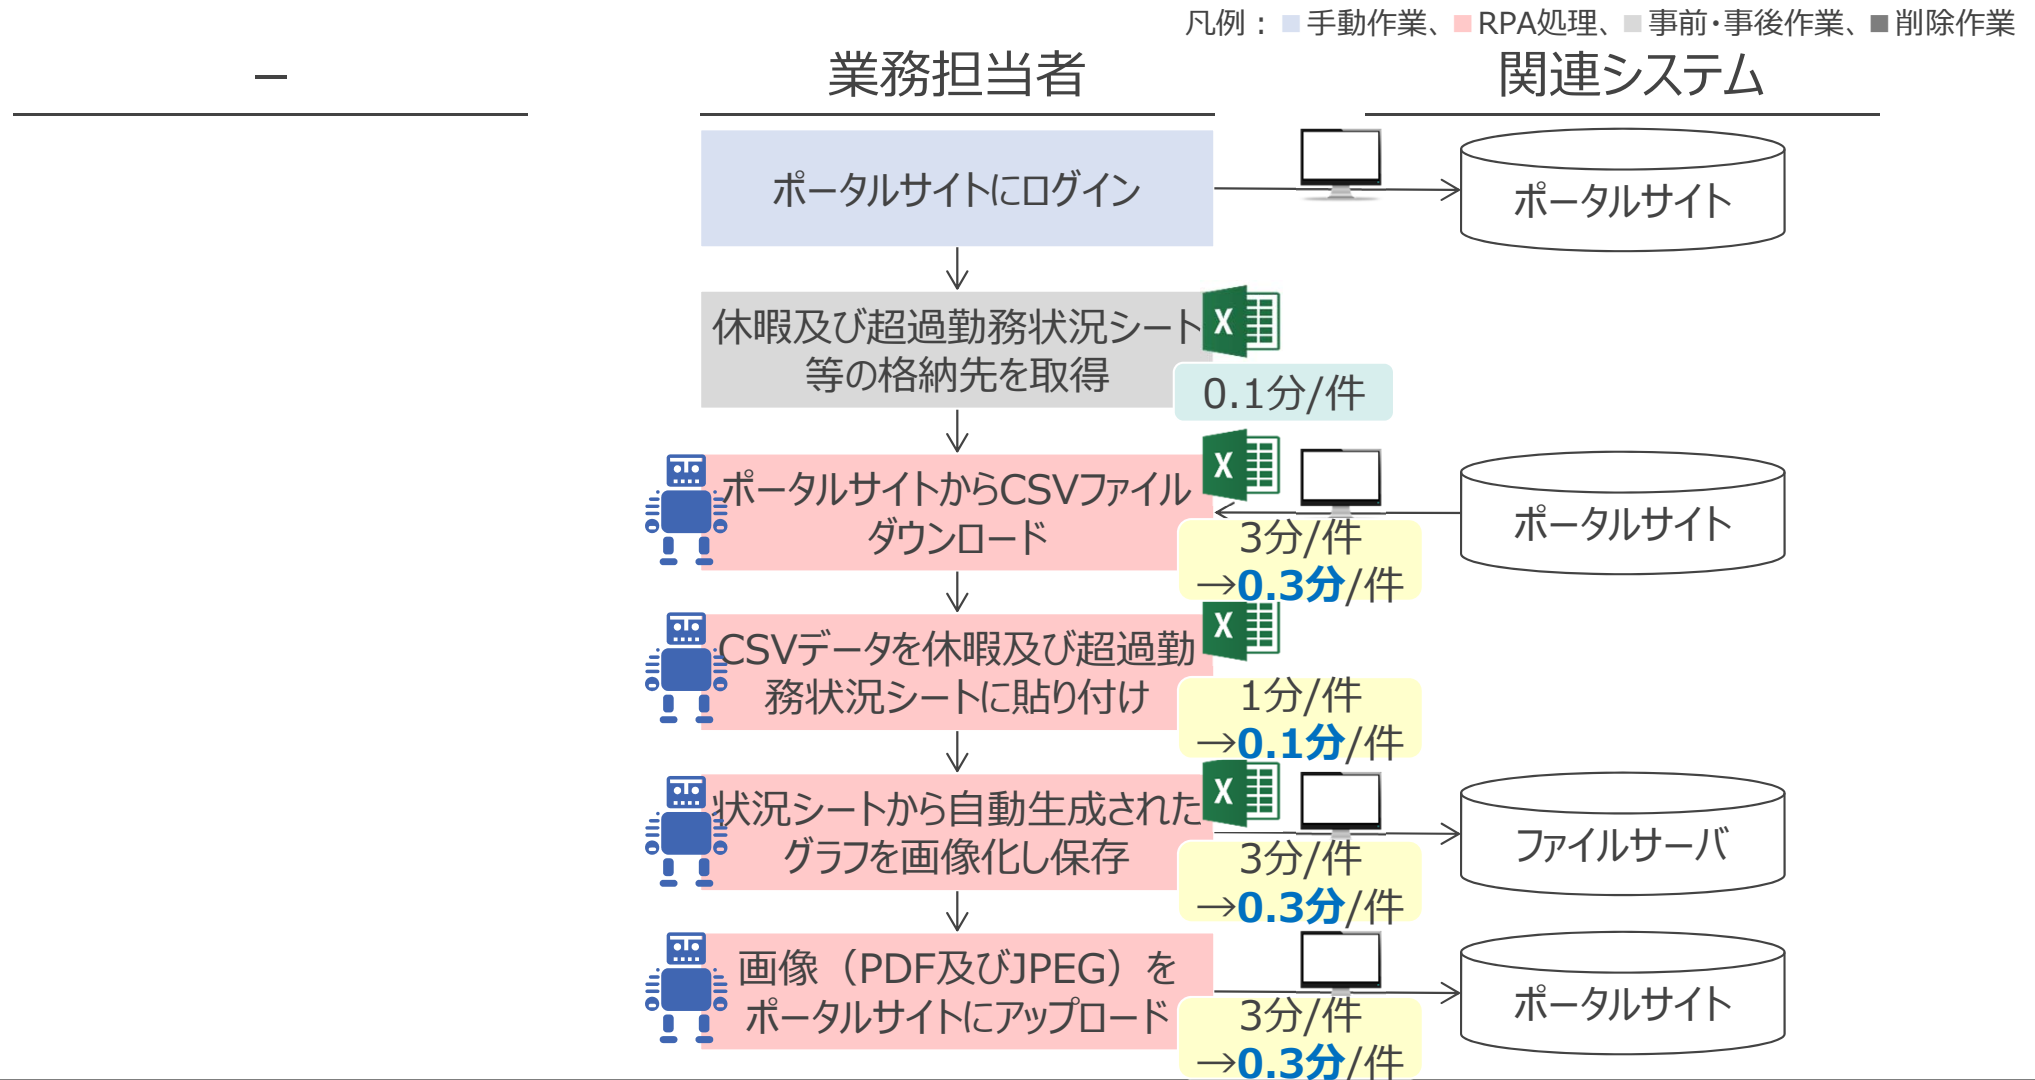 凡例：■手動作業、■RPA処理、■事前・事後作業、■削除作業
－
業務担当者
関連システム
ポータルサイトにログイン
ポータルサイト
休暇及び超過勤務状況シート
等の格納先を取得
0.1分/件
ポータルサイトからCSVファイル
ダウンロード
3分/件
→0.3分/件
ポータルサイト
CSVデータを休暇及び超過勤
務状況シートに貼り付け
1分/件
→0.1分/件
状況シートから自動生成された
グラフを画像化し保存
3分/件
→0.3分/件
ファイルサーバ
画像（PDF及びJPEG）を
ポータルサイトにアップロード
3分/件
→0.3分/件
ポータルサイト